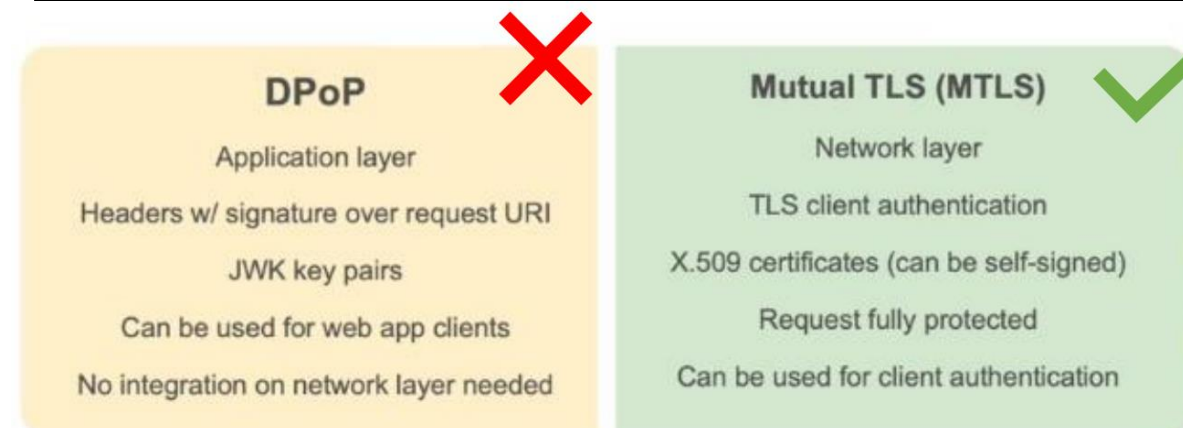 DPoP
Application layer
Headers w/ signature over request URI
JWK key pairs
Can be used for web app clients
No integration on network layer needed
Mutual TLS (MTLS)
Network layer
TLS client authentication
X.509 certificates (can be self-signed)
Request fully protected
Can be used for client authentication